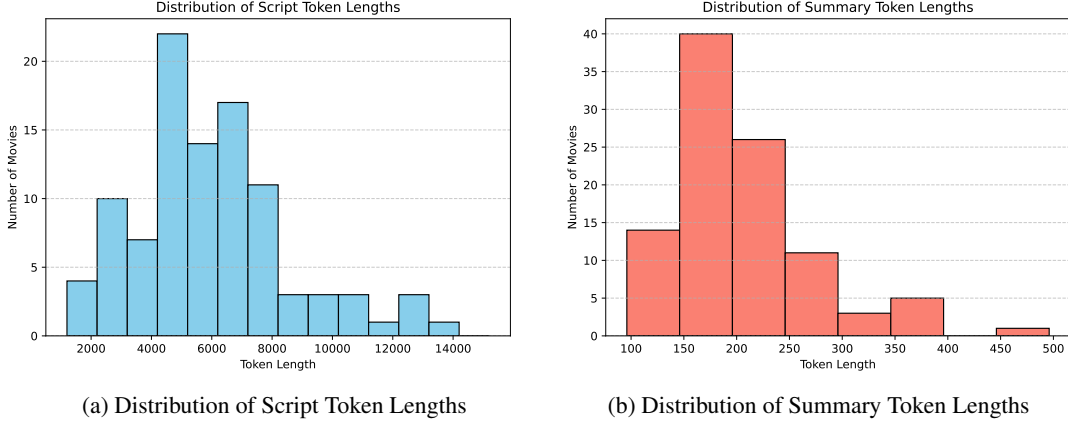 Distribution of Script Token Lengths
20
15
10
5
0
Number of Movies
2000 4000 6000 8000 10000 12000 14000
Token Length
(a) Distribution of Script Token Lengths
Distribution of Summary Token Lengths
40
35
30
25
20
15
10
5
0
Number of Movies
100 150 200 250 300 350 400 450 500
Token Length
(b) Distribution of Summary Token Lengths